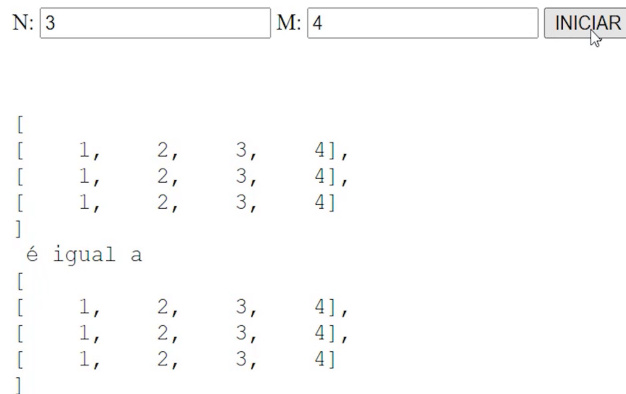 N: 3 M: 4 INICIAR
[
[ 1, 2, 3, 4],
[ 1, 2, 3, 4],
[ 1, 2, 3, 4]
]
é igual a
[
[ 1, 2, 3, 4],
[ 1, 2, 3, 4],
[ 1, 2, 3, 4]
]